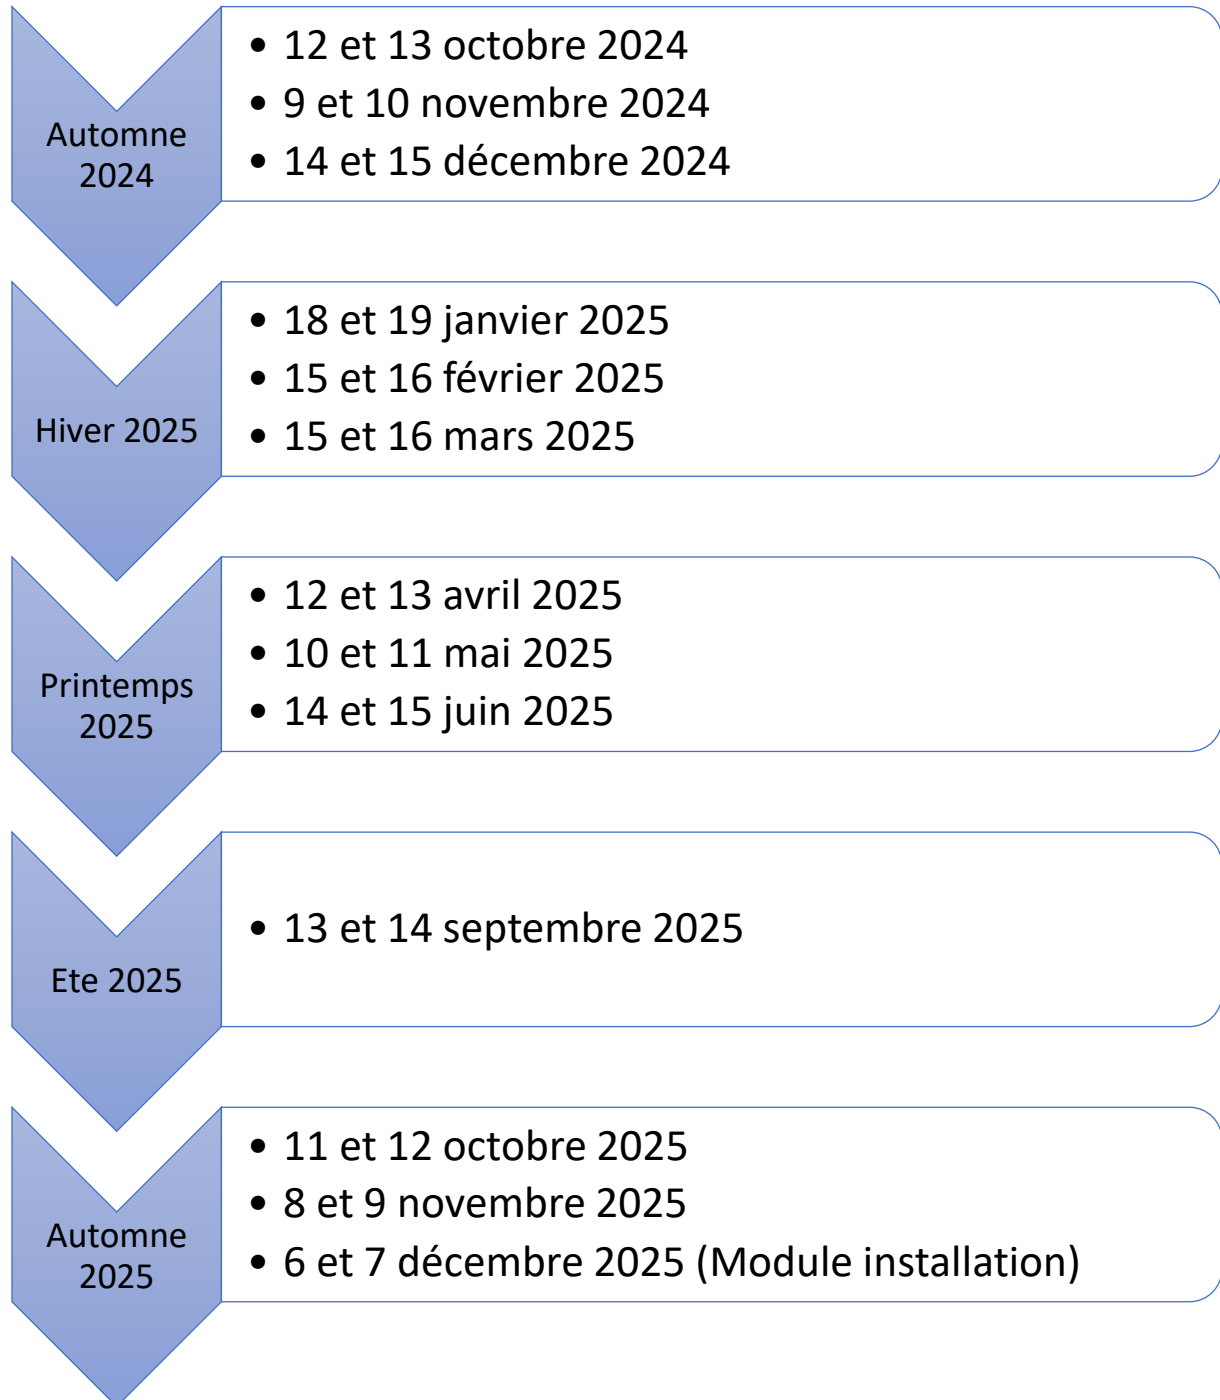 Automne
2024
• 12 et 13 octobre 2024
• 9 et 10 novembre 2024
• 14 et 15 décembre 2024
Hiver 2025
• 18 et 19 janvier 2025
• 15 et 16 février 2025
• 15 et 16 mars 2025
Printemps
2025
• 12 et 13 avril 2025
• 10 et 11 mai 2025
• 14 et 15 juin 2025
Ete 2025
• 13 et 14 septembre 2025
Automne
2025
• 11 et 12 octobre 2025
• 8 et 9 novembre 2025
• 6 et 7 décembre 2025 (Module installation)